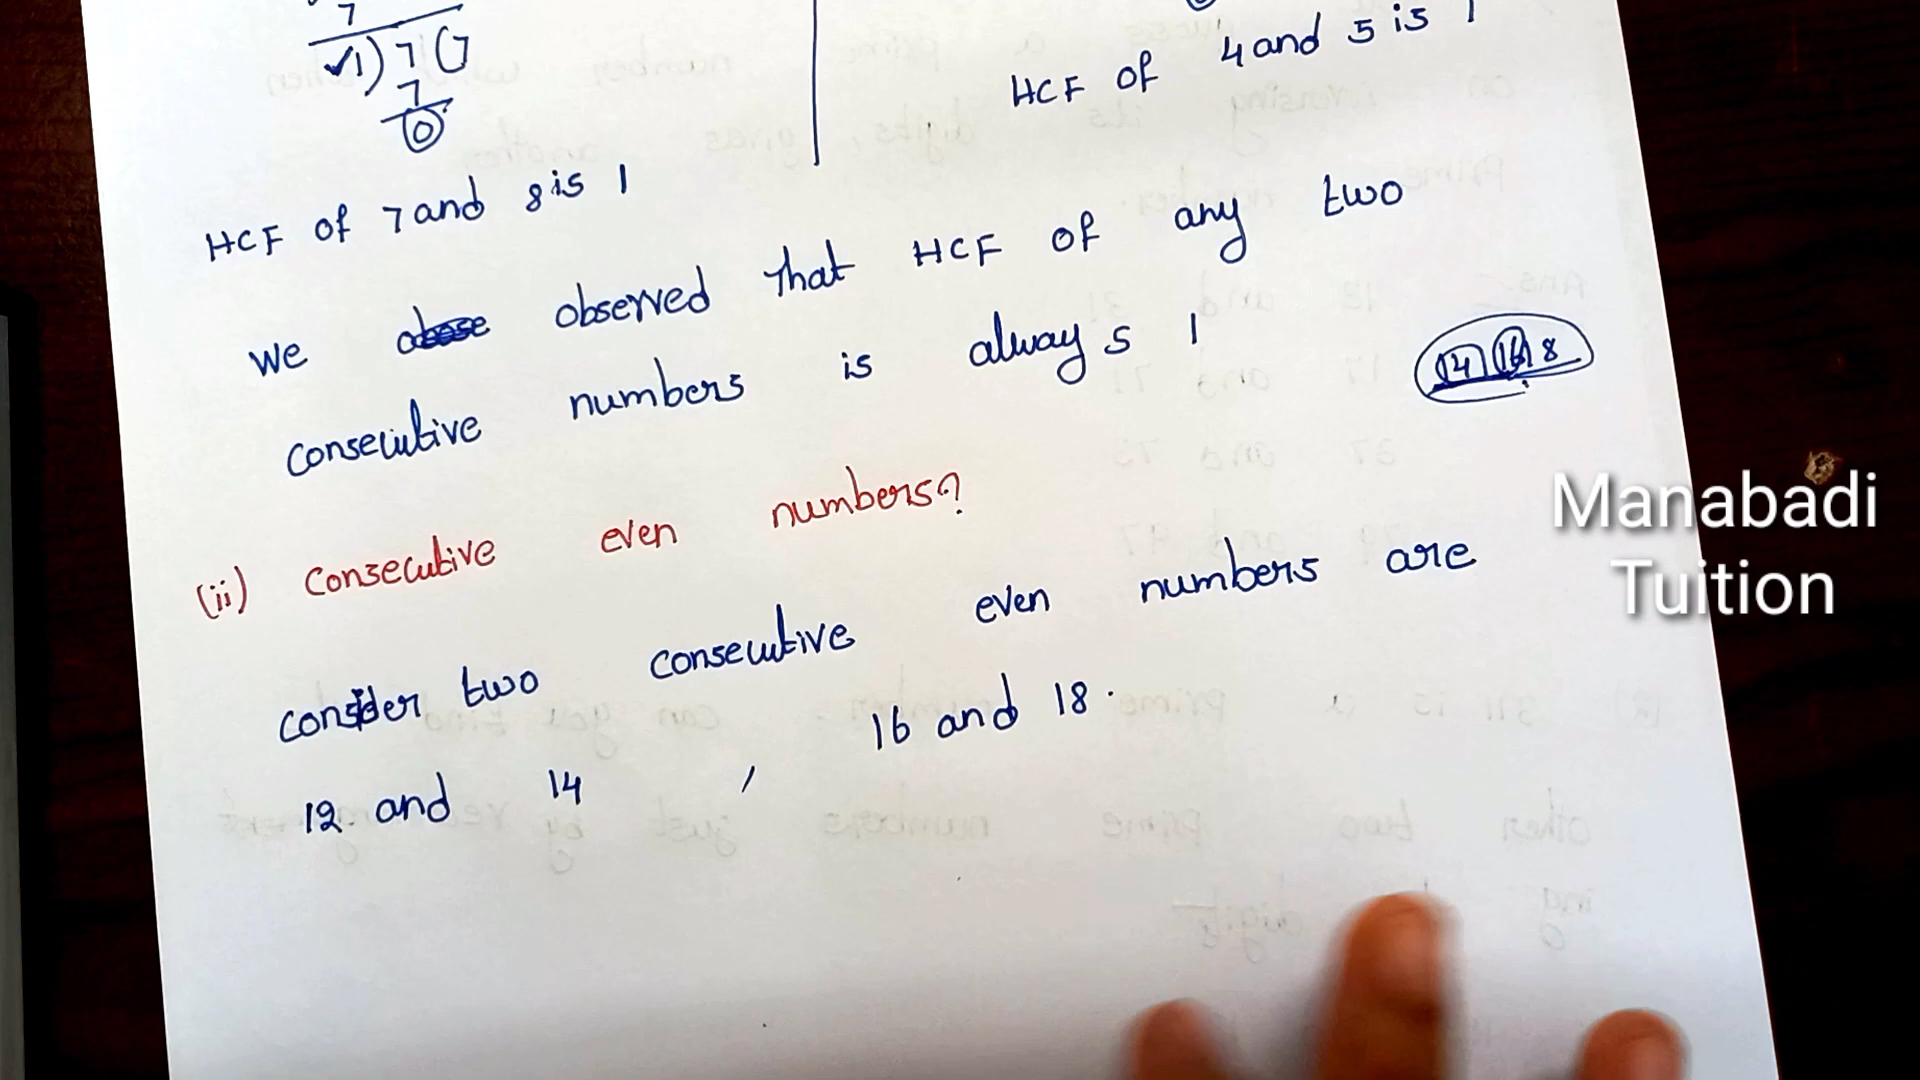 7
1) 7 (7
7
0
HCF of 4 and 5 is 1
HCF of 7 and 8 is 1
We observed that HCF of any two
consecutive numbers is always 1
14 16 18
(ii) consecutive even numbers?
consider two consecutive even numbers are
12 and 14 , 16 and 18.
Manabadi
Tuition